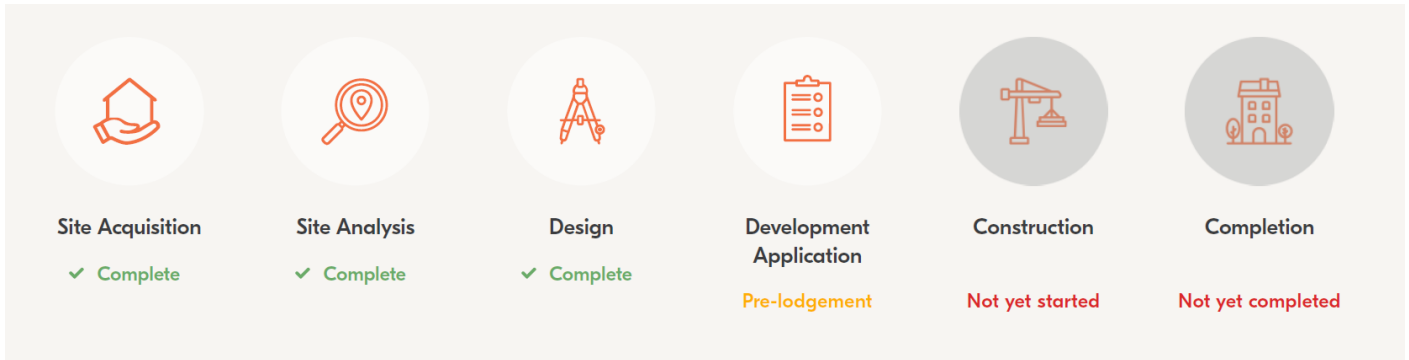 Site Acquisition
Complete
Site Analysis
Complete
Design
Complete
Development
Application
Pre-lodgement
Construction
Not yet started
Completion
Not yet completed